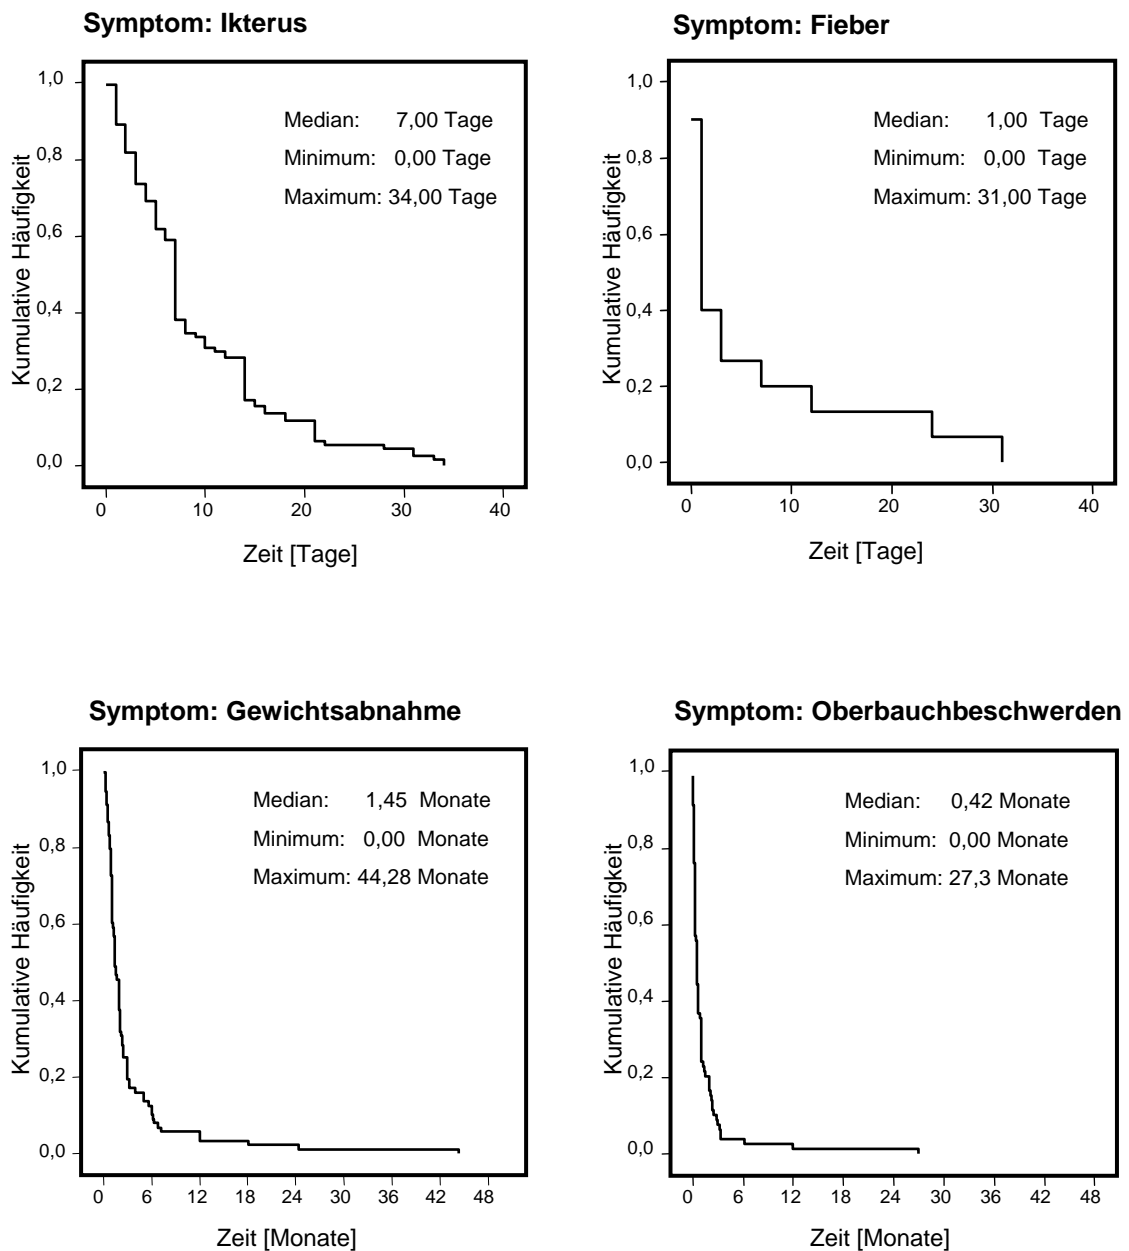 Symptom: Ikterus
Kumulative Häufigkeit
1,0
0,8
0,6
0,4
0,2
0,0
Median: 7,00 Tage
Minimum: 0,00 Tage
Maximum: 34,00 Tage
0 10 20 30 40
Zeit [Tage]
Symptom: Fieber
Kumulative Häufigkeit
1,0
0,8
0,6
0,4
0,2
0,0
Median: 1,00 Tage
Minimum: 0,00 Tage
Maximum: 31,00 Tage
0 10 20 30 40
Zeit [Tage]
Symptom: Gewichtsabnahme
Kumulative Häufigkeit
1,0
0,8
0,6
0,4
0,2
0,0
Median: 1,45 Monate
Minimum: 0,00 Monate
Maximum: 44,28 Monate
0 6 12 18 24 30 36 42 48
Zeit [Monate]
Symptom: Oberbauchbeschwerden
Kumulative Häufigkeit
1,0
0,8
0,6
0,4
0,2
0,0
Median: 0,42 Monate
Minimum: 0,00 Monate
Maximum: 27,3 Monate
0 6 12 18 24 30 36 42 48
Zeit [Monate]